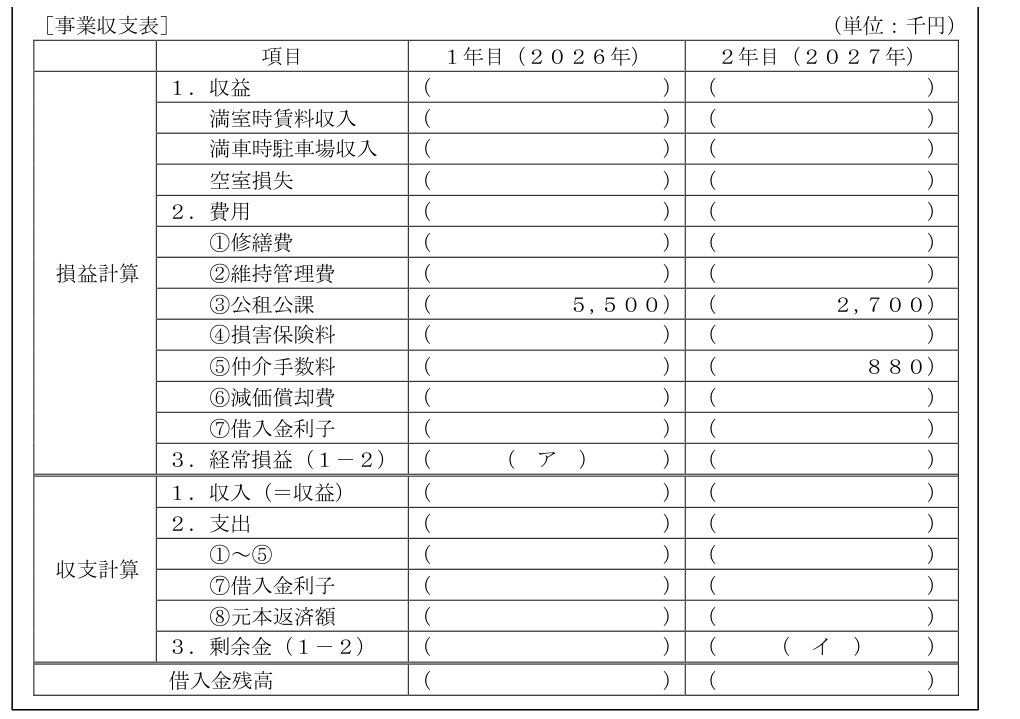 ［事業収支表］ （単位：千円）
項目 １年目（２０２６年） ２年目（２０２７年）
１．収益 （ ） （ ）
満室時賃料収入 （ ） （ ）
満車時駐車場収入 （ ） （ ）
空室損失 （ ） （ ）
２．費用 （ ） （ ）
①修繕費 （ ） （ ）
損益計算 ②維持管理費 （ ） （ ）
③公租公課 （ ５，５００） （ ２，７００）
④損害保険料 （ ） （ ）
⑤仲介手数料 （ ） （ ８８０）
⑥減価償却費 （ ） （ ）
⑦借入金利子 （ ） （ ）
３．経常損益（１－２） （ （ ア ） ） （ ）
１．収入（＝収益） （ ） （ ）
２．支出 （ ） （ ）
収支計算 ①～⑤ （ ） （ ）
⑦借入金利子 （ ） （ ）
⑧元本返済額 （ ） （ ）
３．剰余金（１－２） （ ） （ （ イ ） ）
借入金残高 （ ） （ ）